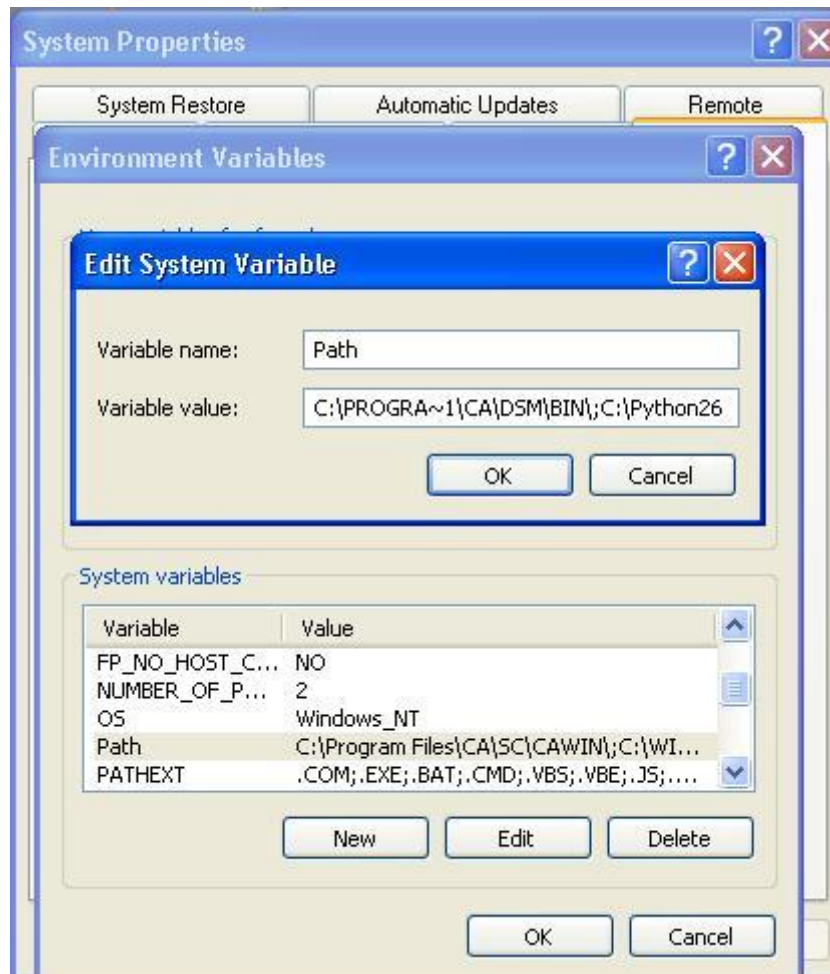 System Properties
System Restore Automatic Updates Remote
Environment Variables
Edit System Variable
Variable name: Path
Variable value: C:\PROGRA~1\CA\DSM\BIN\;C:\Python26
OK Cancel
System variables
Variable Value
FP_NO_HOST_C... NO
NUMBER_OF_P... 2
OS Windows_NT
Path C:\Program Files\CA\SC\CAWIN\;C:\WI...
PATHEXT .COM;.EXE;.BAT;.CMD;.VBS;.VBE;.JS;....
New Edit Delete
OK Cancel